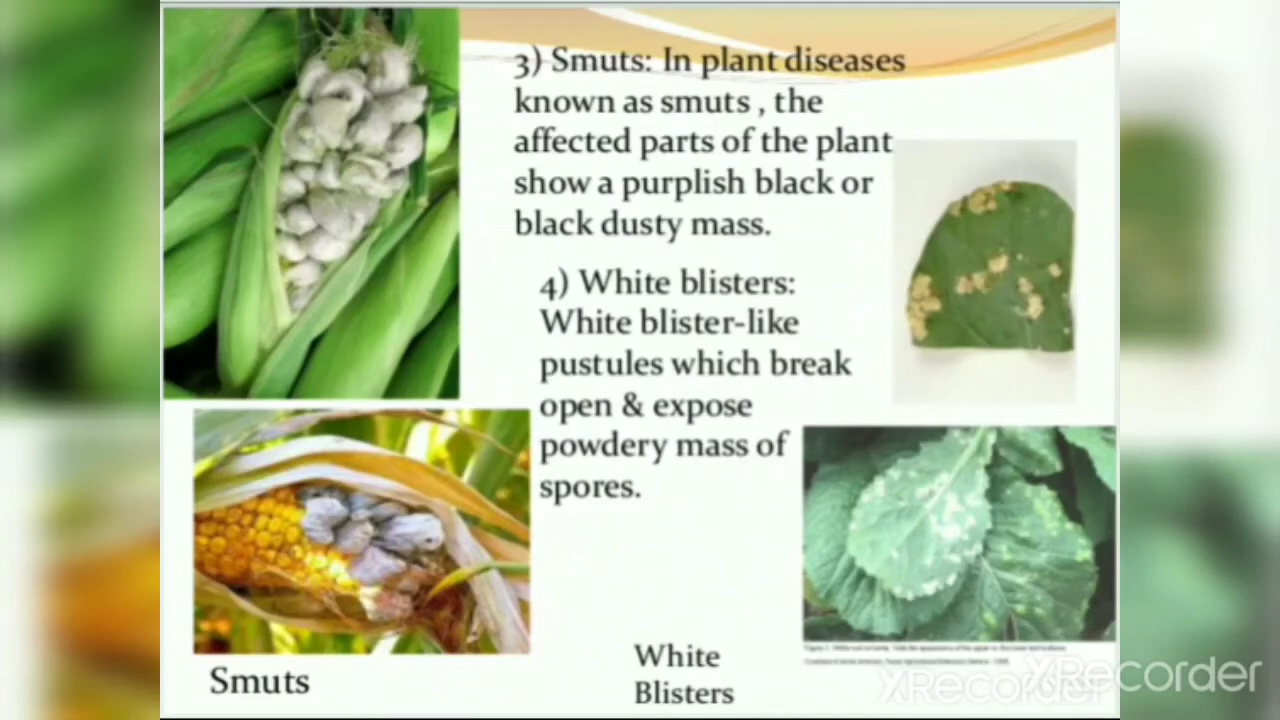 3) Smuts: In plant diseases
known as smuts , the
affected parts of the plant
show a purplish black or
black dusty mass.
4) White blisters:
White blister-like
pustules which break
open & expose
powdery mass of
spores.
Smuts
White
Blisters
XRecorder
XRecorder